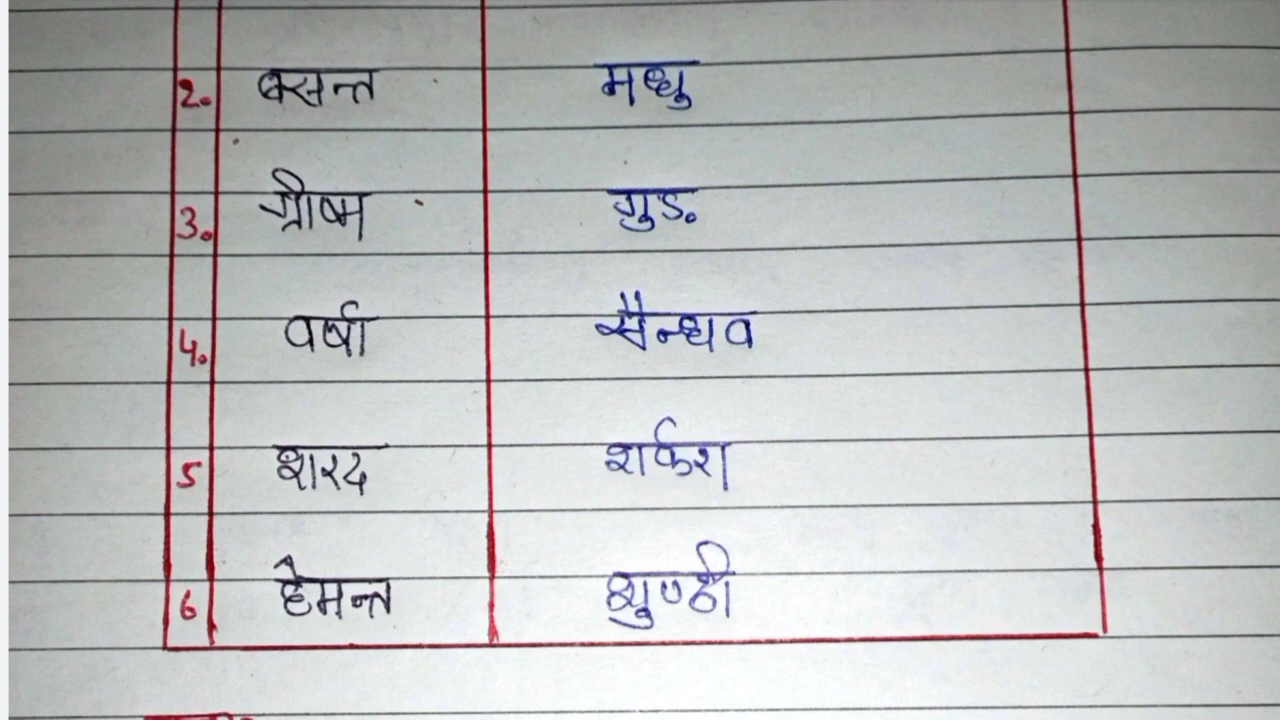 2. बसन्त मधु
3. ग्रीष्म गुड.
4. वर्षा सैन्धव
5 शरद शर्करा
6 हेमन्त शुण्ठी